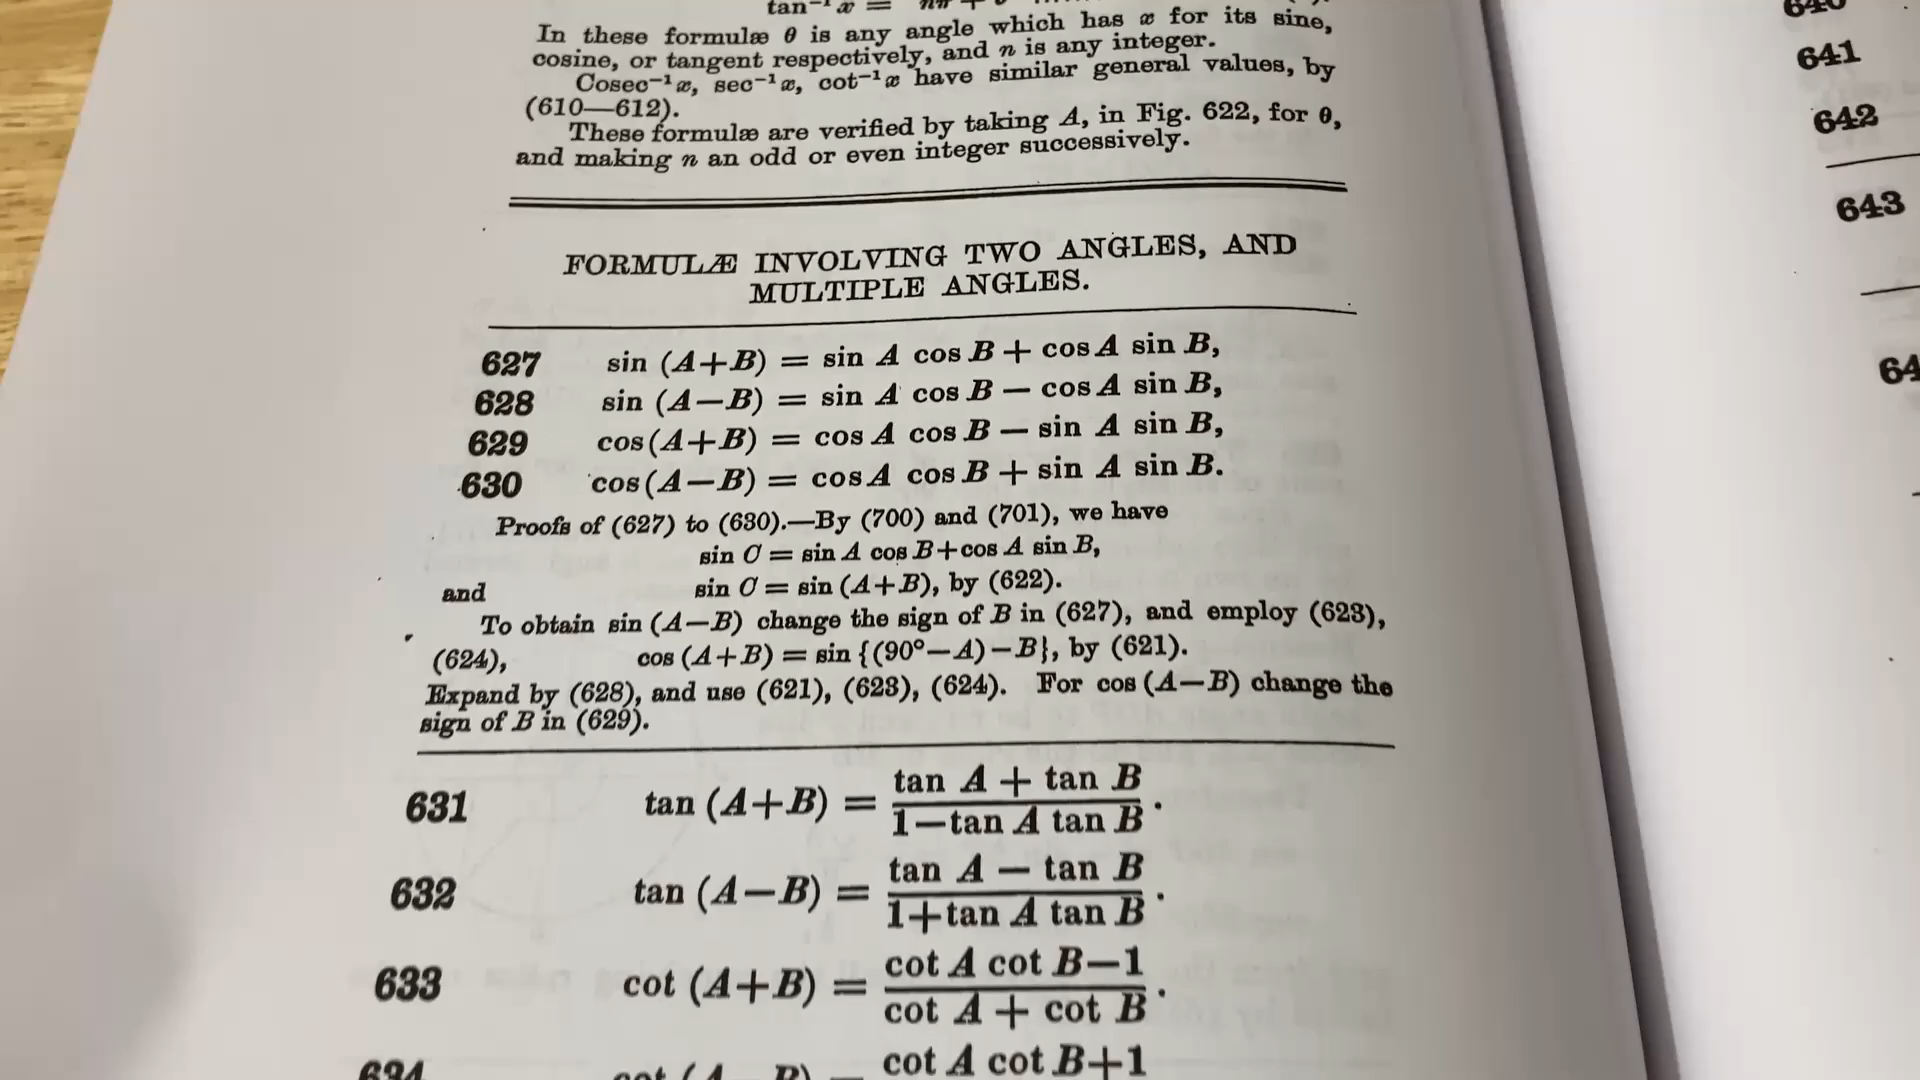 tan⁻¹ x =
In these formulæ θ is any angle which has x for its sine,
cosine, or tangent respectively, and n is any integer.
Cosec⁻¹x, sec⁻¹x, cot⁻¹x have similar general values, by
(610—612).
These formulæ are verified by taking A, in Fig. 622, for θ,
and making n an odd or even integer successively.
FORMULÆ INVOLVING TWO ANGLES, AND
MULTIPLE ANGLES.
627 sin (A+B) = sin A cos B + cos A sin B,
628 sin (A—B) = sin A cos B — cos A sin B,
629 cos (A+B) = cos A cos B — sin A sin B,
630 cos (A—B) = cos A cos B + sin A sin B.
Proofs of (627) to (630).—By (700) and (701), we have
sin C = sin A cos B+cos A sin B,
and sin C = sin (A+B), by (622).
To obtain sin (A—B) change the sign of B in (627), and employ (623),
(624), cos (A+B) = sin {(90°—A)—B}, by (621).
Expand by (628), and use (621), (623), (624). For cos (A—B) change the
sign of B in (629).
631 tan (A+B) = tan A + tan B / 1—tan A tan B .
632 tan (A—B) = tan A — tan B / 1+tan A tan B .
633 cot (A+B) = cot A cot B—1 / cot A + cot B .
634 cot (A—B) = cot A cot B+1
640
641
642
643
64